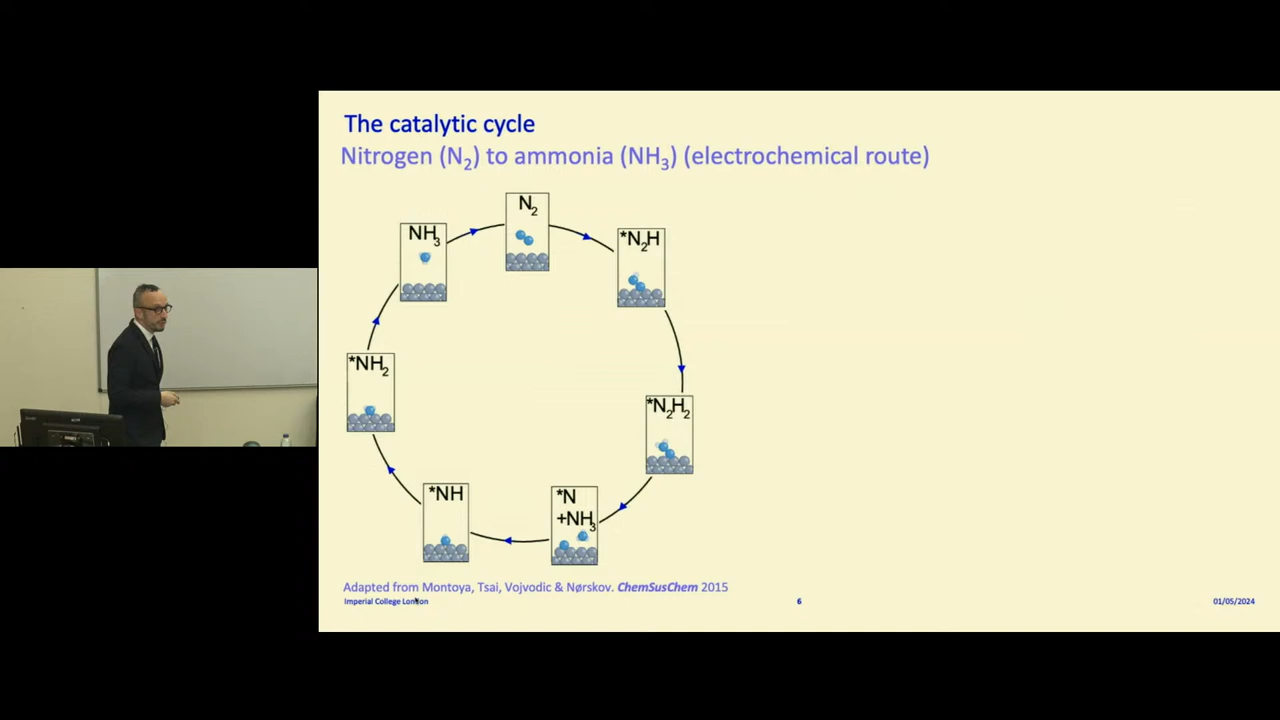 The catalytic cycle
Nitrogen (N₂) to ammonia (NH₃) (electrochemical route)
N₂
*N₂H
*N₂H₂
*N
+NH₃
*NH
*NH₂
NH₃
Adapted from Montoya, Tsai, Vojvodic & Nørskov. ChemSusChem 2015
Imperial College London
6
01/05/2024